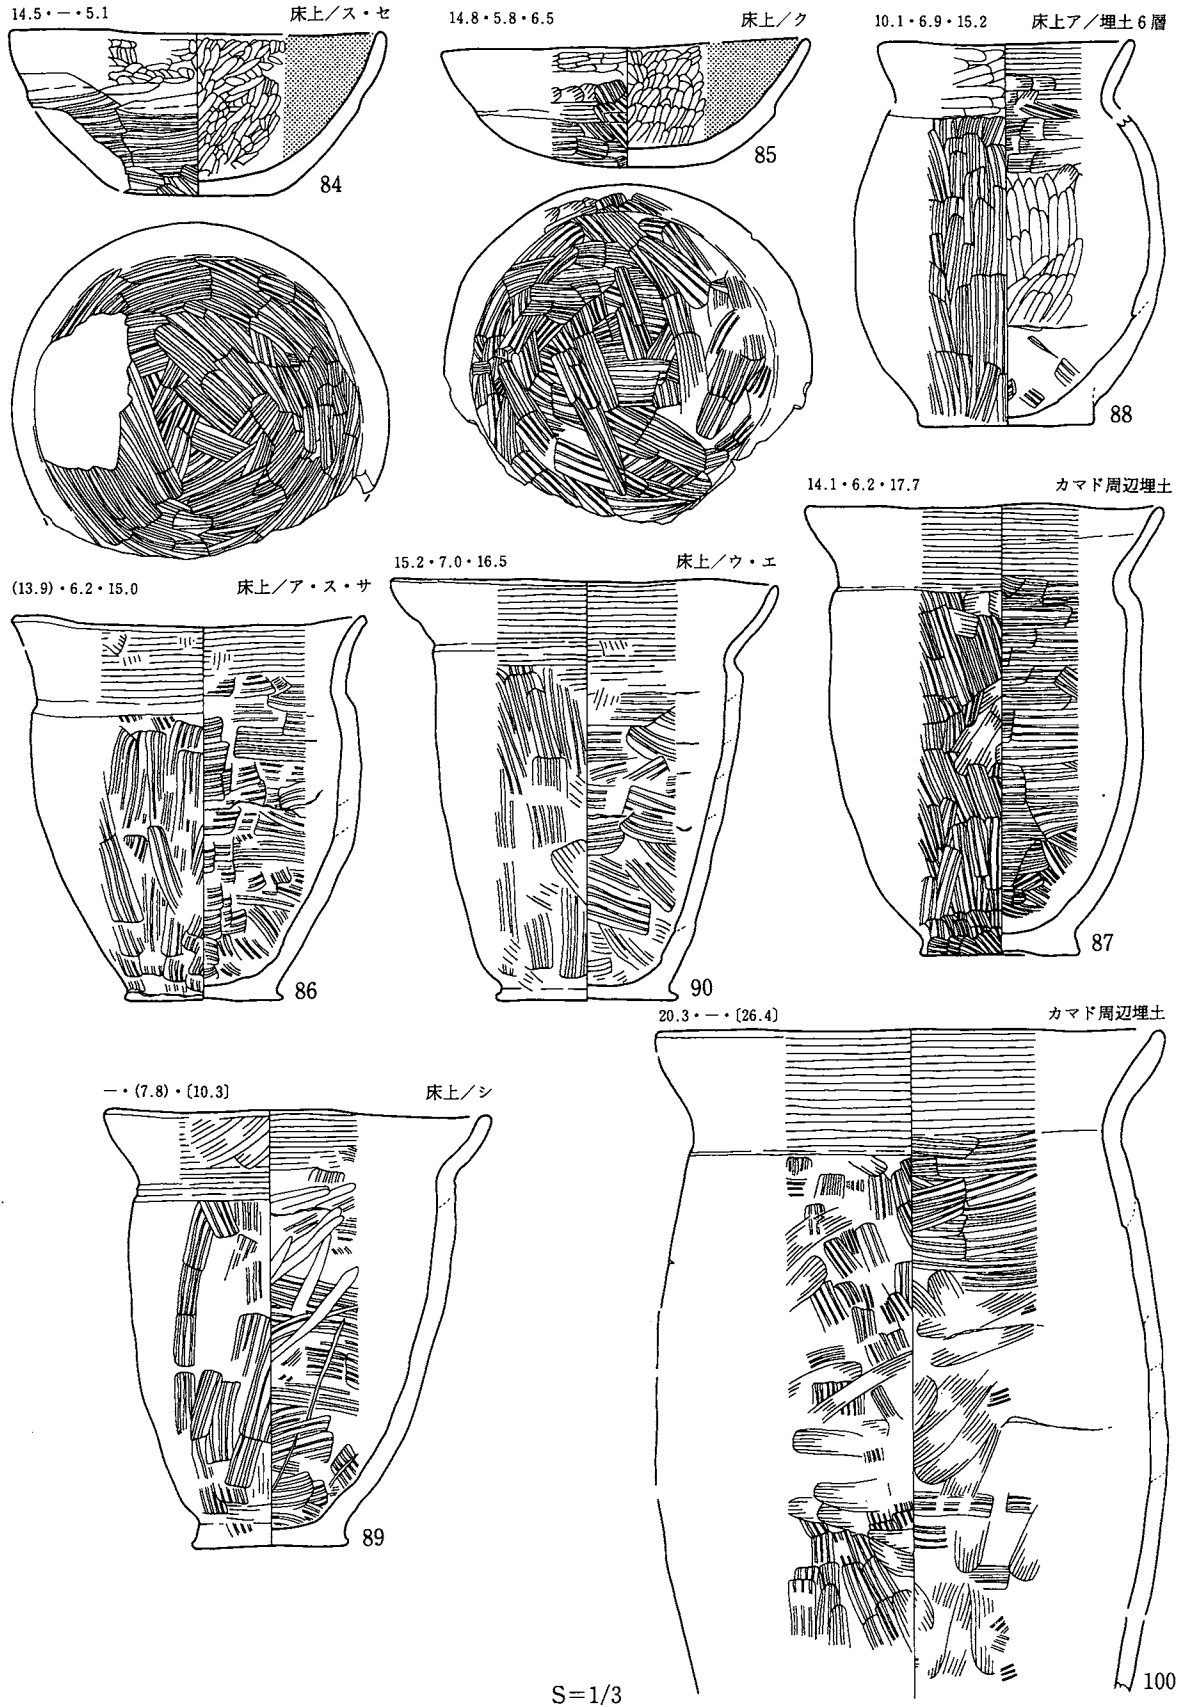 14.5・―・5.1 床上/ス・セ
84
14.8・5.8・6.5 床上/ク
85
10.1・6.9・15.2 床上ア/埋土6層
88
(13.9)・6.2・15.0 床上/ア・ス・サ
86
15.2・7.0・16.5 床上/ウ・エ
90
14.1・6.2・17.7 カマド周辺埋土
87
―・(7.8)・〔10.3〕 床上/シ
89
20.3・―・〔26.4〕 カマド周辺埋土
100
S=1/3